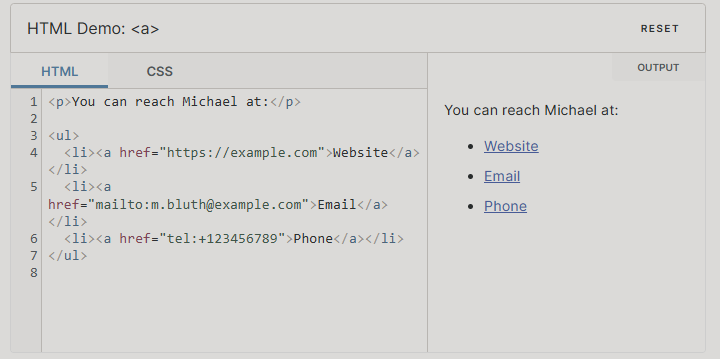 HTML Demo: <a>
RESET
HTML
CSS
1 <p>You can reach Michael at:</p>
2
3 <ul>
4   <li><a href="https://example.com">Website</a>
</li>
5   <li><a
href="mailto:m.bluth@example.com">Email</a>
</li>
6   <li><a href="tel:+123456789">Phone</a></li>
7 </ul>
8
OUTPUT
You can reach Michael at:
• Website
• Email
• Phone